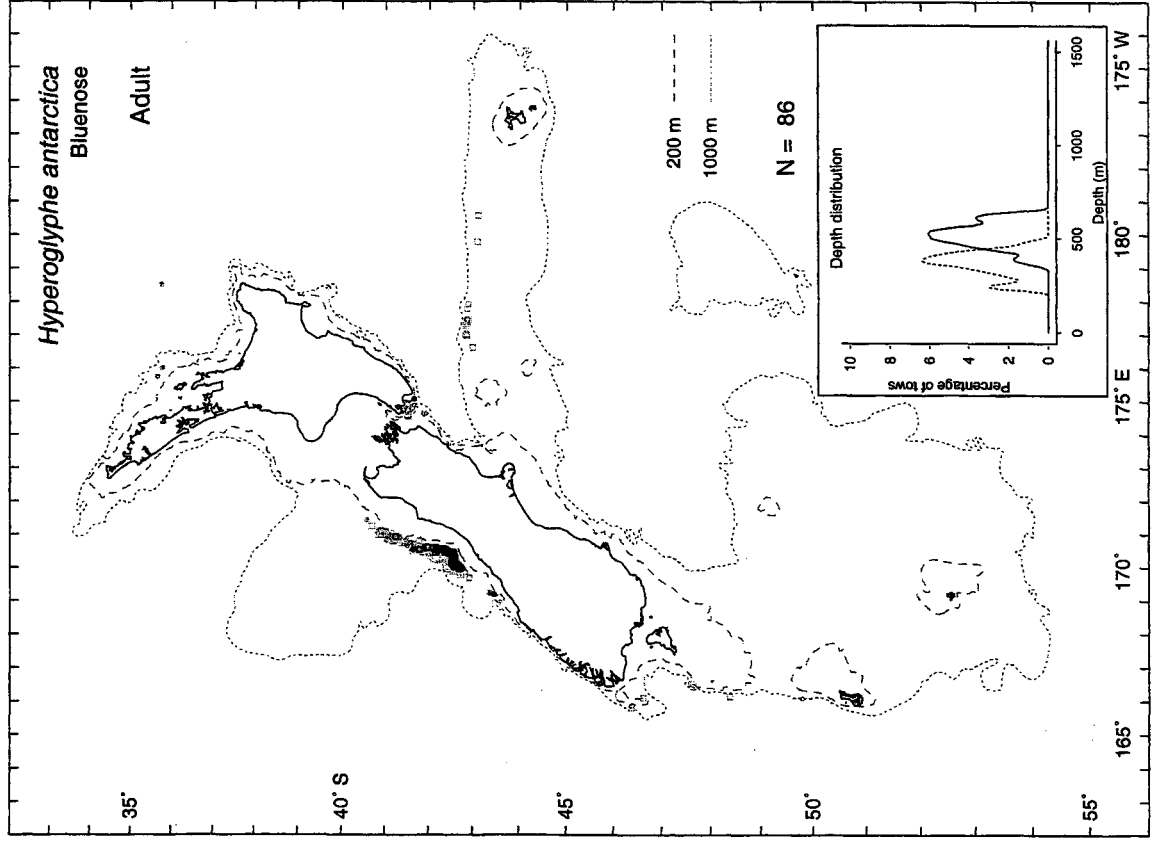 Hyperoglyphe antarctica
Bluenose
Adult
35°
40° S
45°
50°
55°
165°
170°
175° E
180°
175° W
200 m
1000 m
N = 86
Depth distribution
Percentage of tows
10
8
6
4
2
0
0
500
1000
1500
Depth (m)